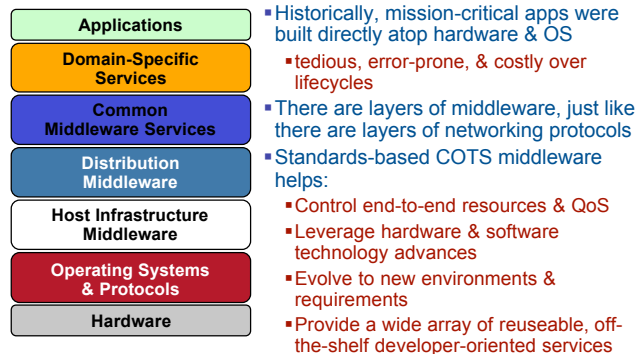 Applications
Domain-Specific
Services
Common
Middleware Services
Distribution
Middleware
Host Infrastructure
Middleware
Operating Systems
& Protocols
Hardware
▪Historically, mission-critical apps were
built directly atop hardware & OS
▪tedious, error-prone, & costly over
lifecycles
▪There are layers of middleware, just like
there are layers of networking protocols
▪Standards-based COTS middleware
helps:
▪Control end-to-end resources & QoS
▪Leverage hardware & software
technology advances
▪Evolve to new environments &
requirements
▪Provide a wide array of reuseable, off-
the-shelf developer-oriented services